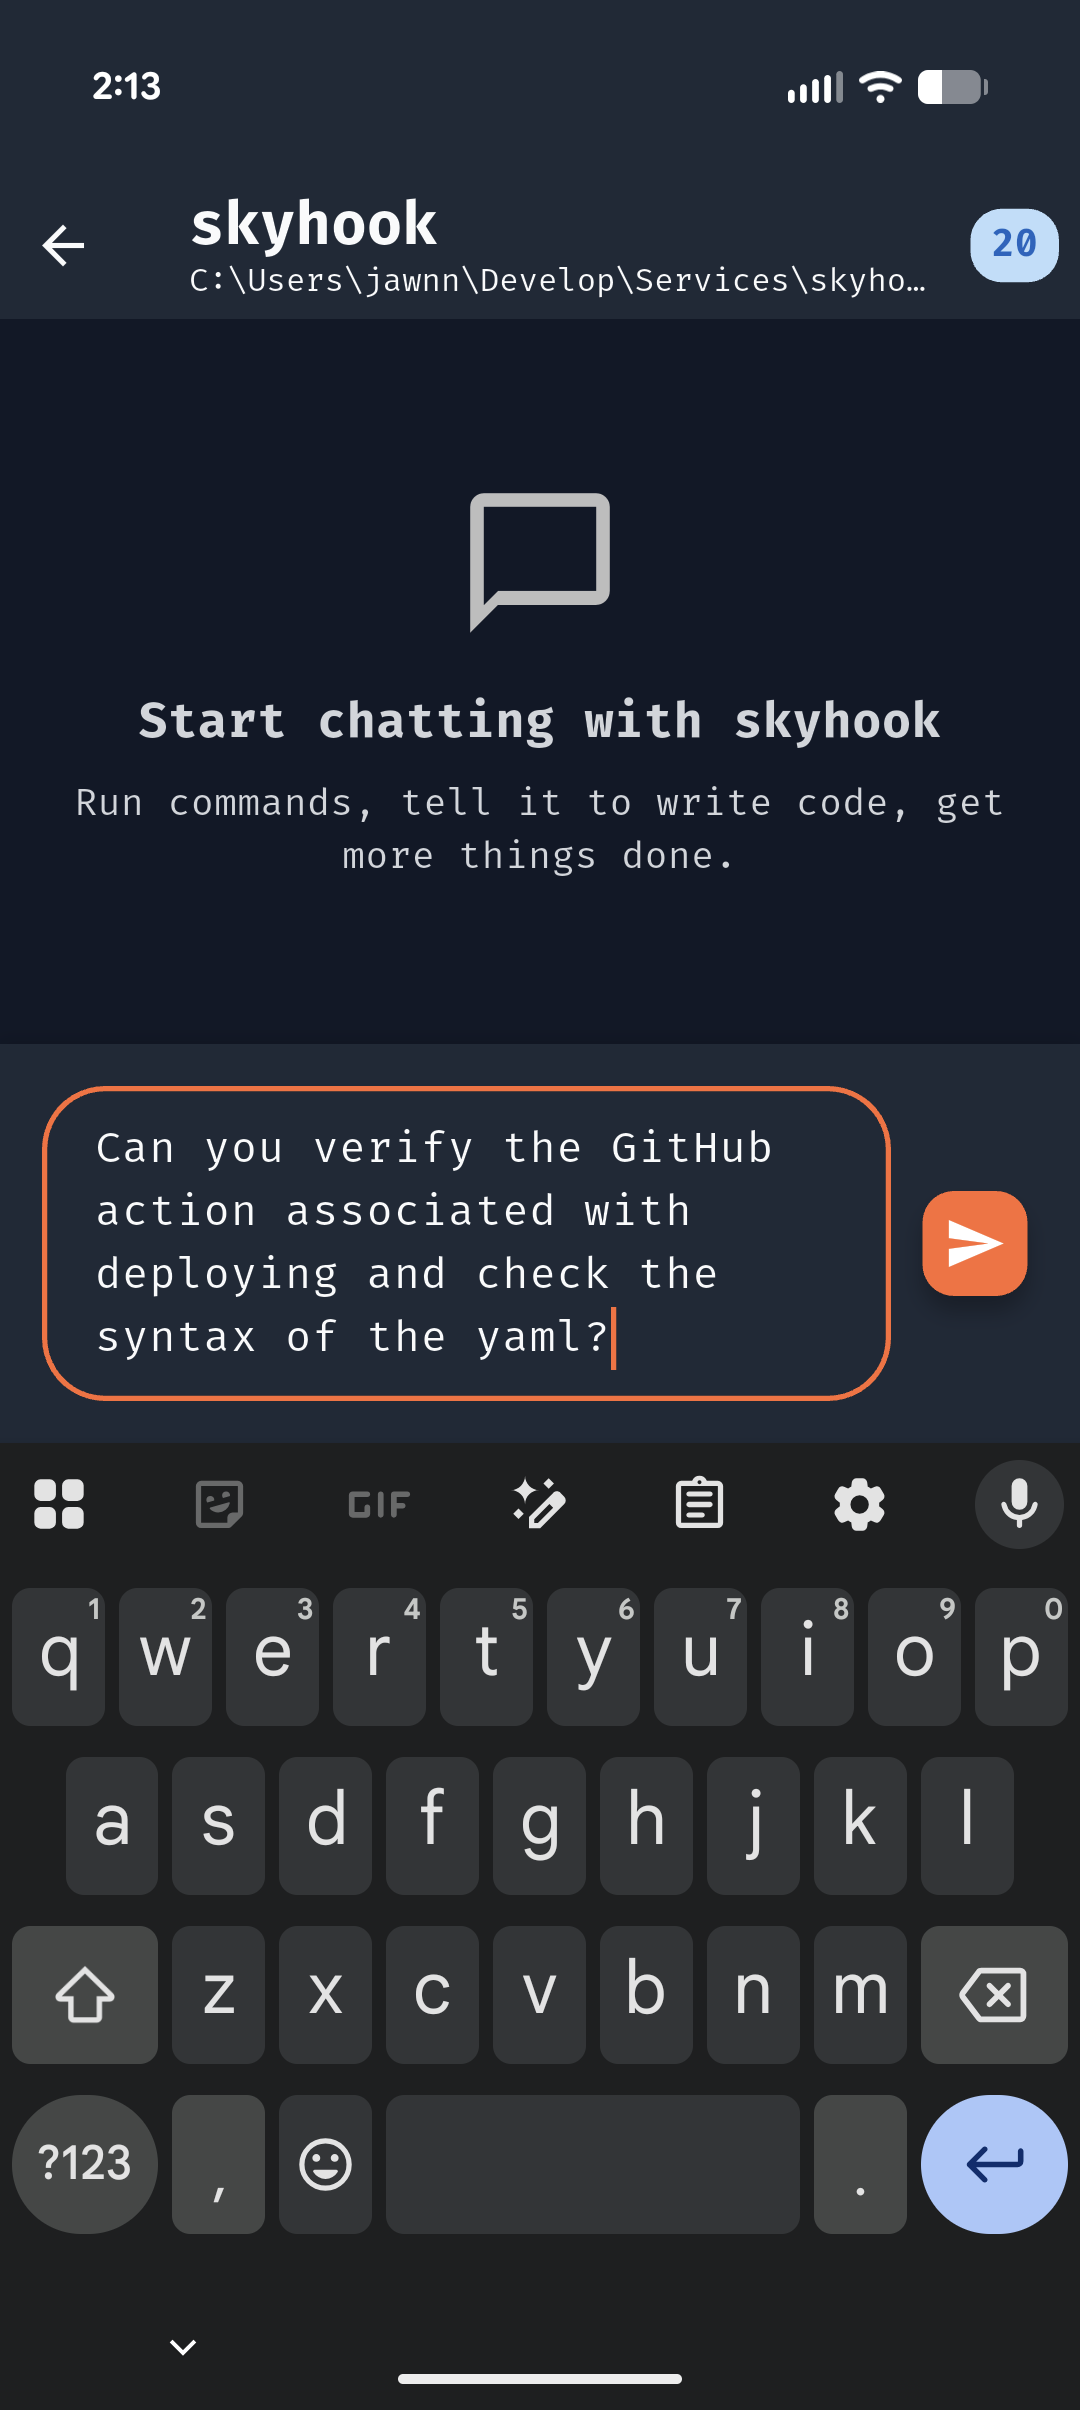 2:13
skyhook
C:\Users\jawnn\Develop\Services\skyho…
20
Start chatting with skyhook
Run commands, tell it to write code, get
more things done.
Can you verify the GitHub
action associated with
deploying and check the
syntax of the yaml?
GIF
1 2 3 4 5 6 7 8 9 0
q w e r t y u i o p
a s d f g h j k l
z x c v b n m
?123 , .